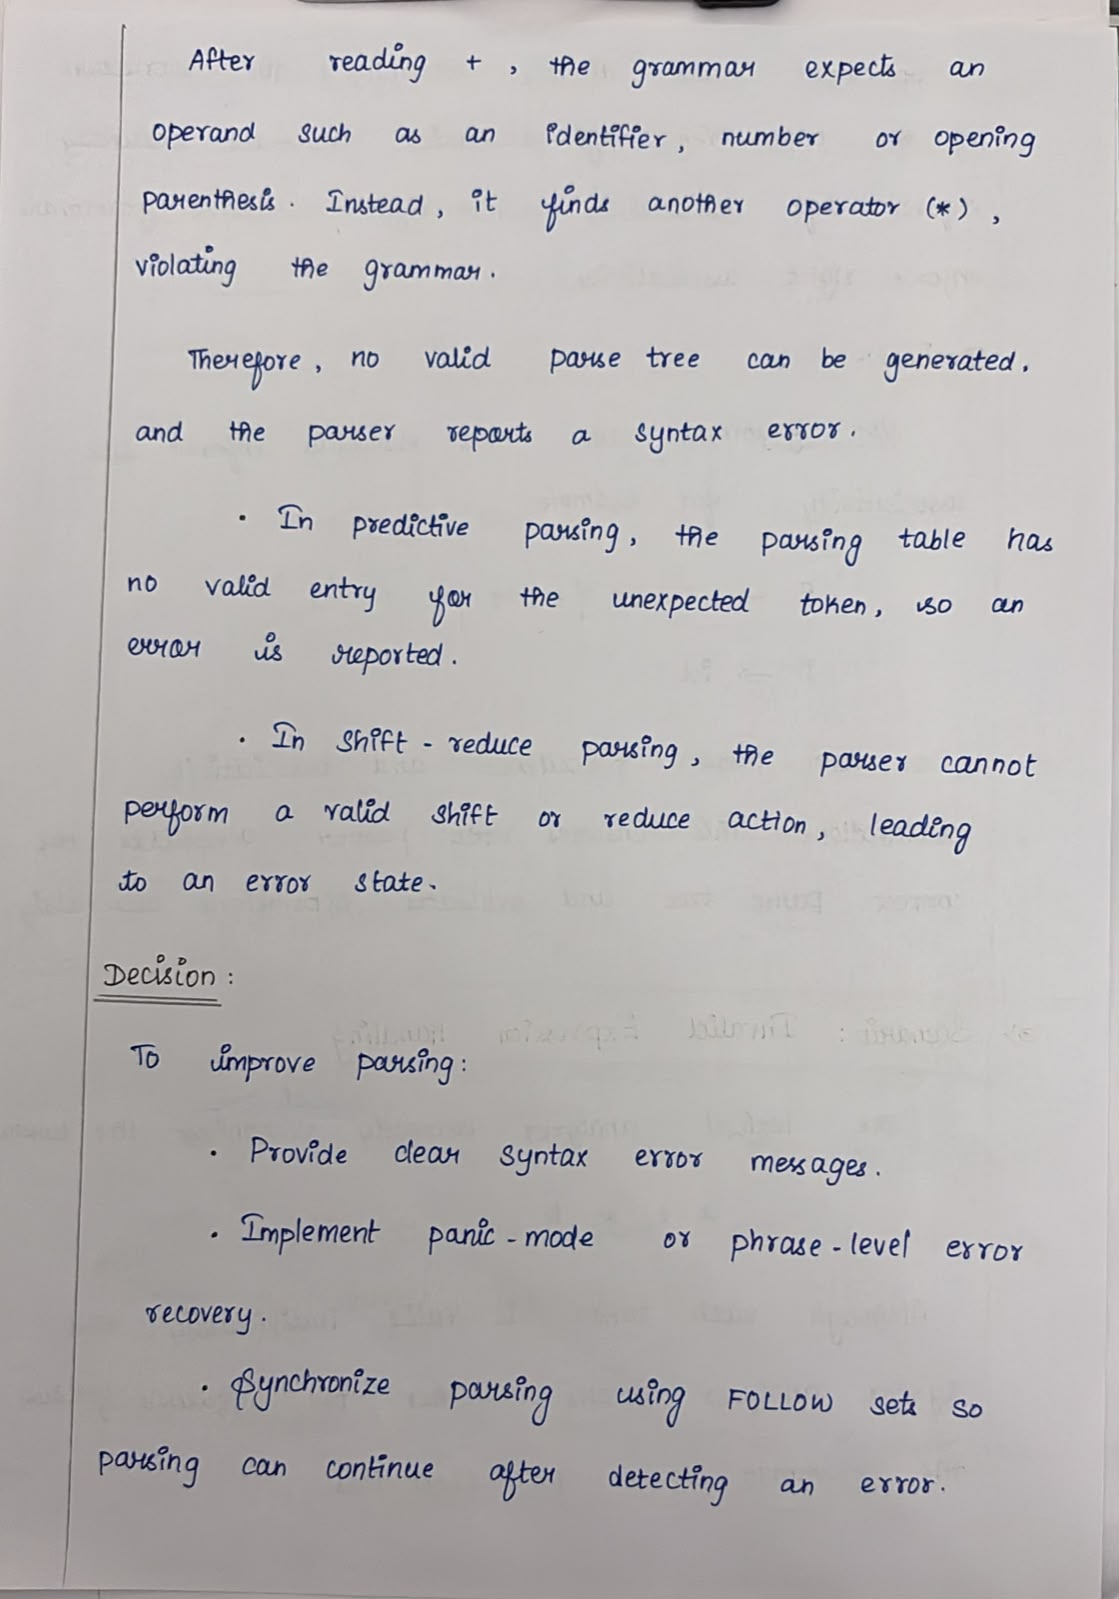 After reading + , the grammar expects an
operand such as an identifier, number or opening
parenthesis. Instead, it finds another operator (*) ,
violating the grammar.
Therefore, no valid parse tree can be generated,
and the parser reports a syntax error.
· In predictive parsing, the parsing table has
no valid entry for the unexpected token, so an
error is reported.
· In shift - reduce parsing, the parser cannot
perform a valid shift or reduce action, leading
to an error state.
Decision :
To improve parsing:
· Provide clear syntax error messages.
· Implement panic - mode or phrase - level error
recovery.
· Synchronize parsing using FOLLOW sets so
parsing can continue after detecting an error.